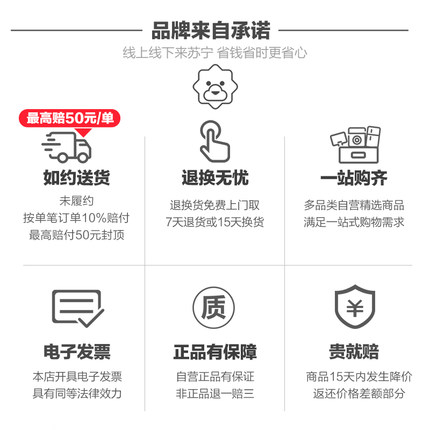 品牌来自承诺
线上线下来苏宁 省钱省时更省心
最高赔50元/单
如约送货
未履约
按单笔订单10%赔付
最高赔付50元封顶
退换无忧
退换货免费上门取
7天退货或15天换货
一站购齐
多品类自营精选商品
满足一站式购物需求
电子发票
本店开具电子发票
具有同等法律效力
质
正品有保障
自营正品有保证
非正品退一赔三
¥
贵就赔
商品15天内发生降价
返还价格差额部分